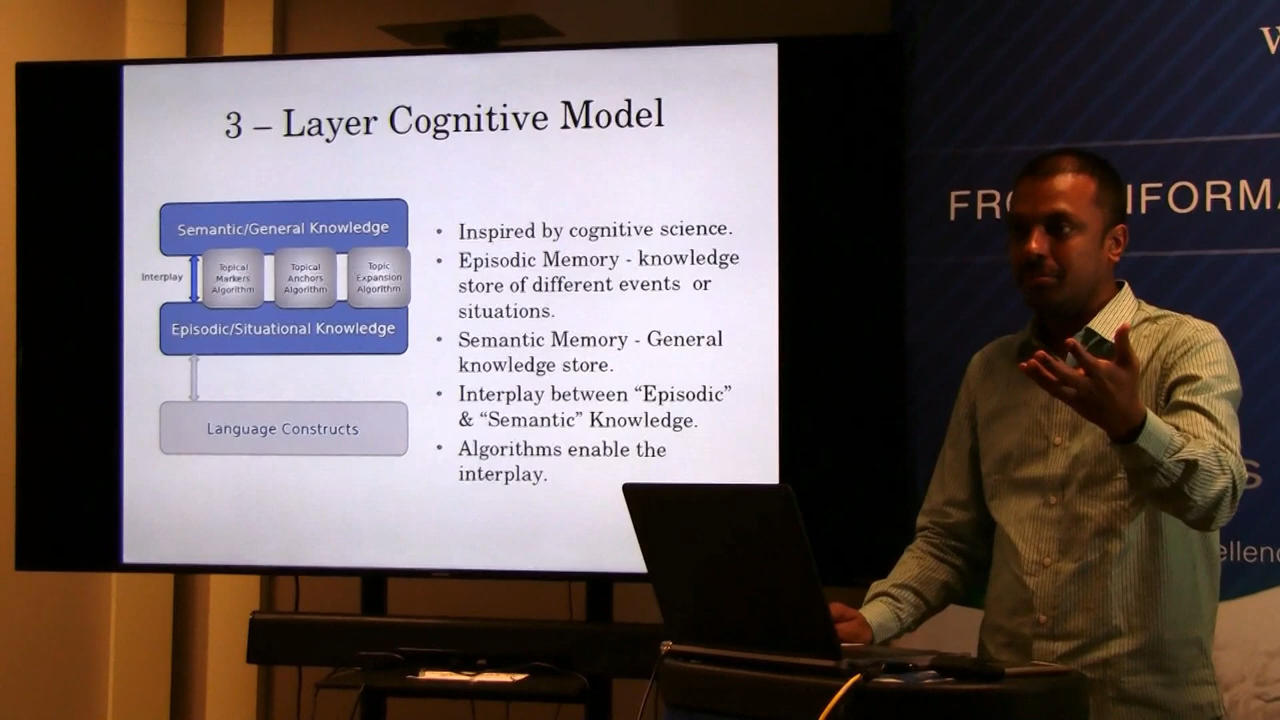 3 – Layer Cognitive Model
Semantic/General Knowledge
Interplay
Topical
Markers
Algorithm
Topical
Anchors
Algorithm
Topic
Expansion
Algorithm
Episodic/Situational Knowledge
Language Constructs
• Inspired by cognitive science.
• Episodic Memory - knowledge
store of different events or
situations.
• Semantic Memory - General
knowledge store.
• Interplay between “Episodic”
& “Semantic” Knowledge.
• Algorithms enable the
interplay.